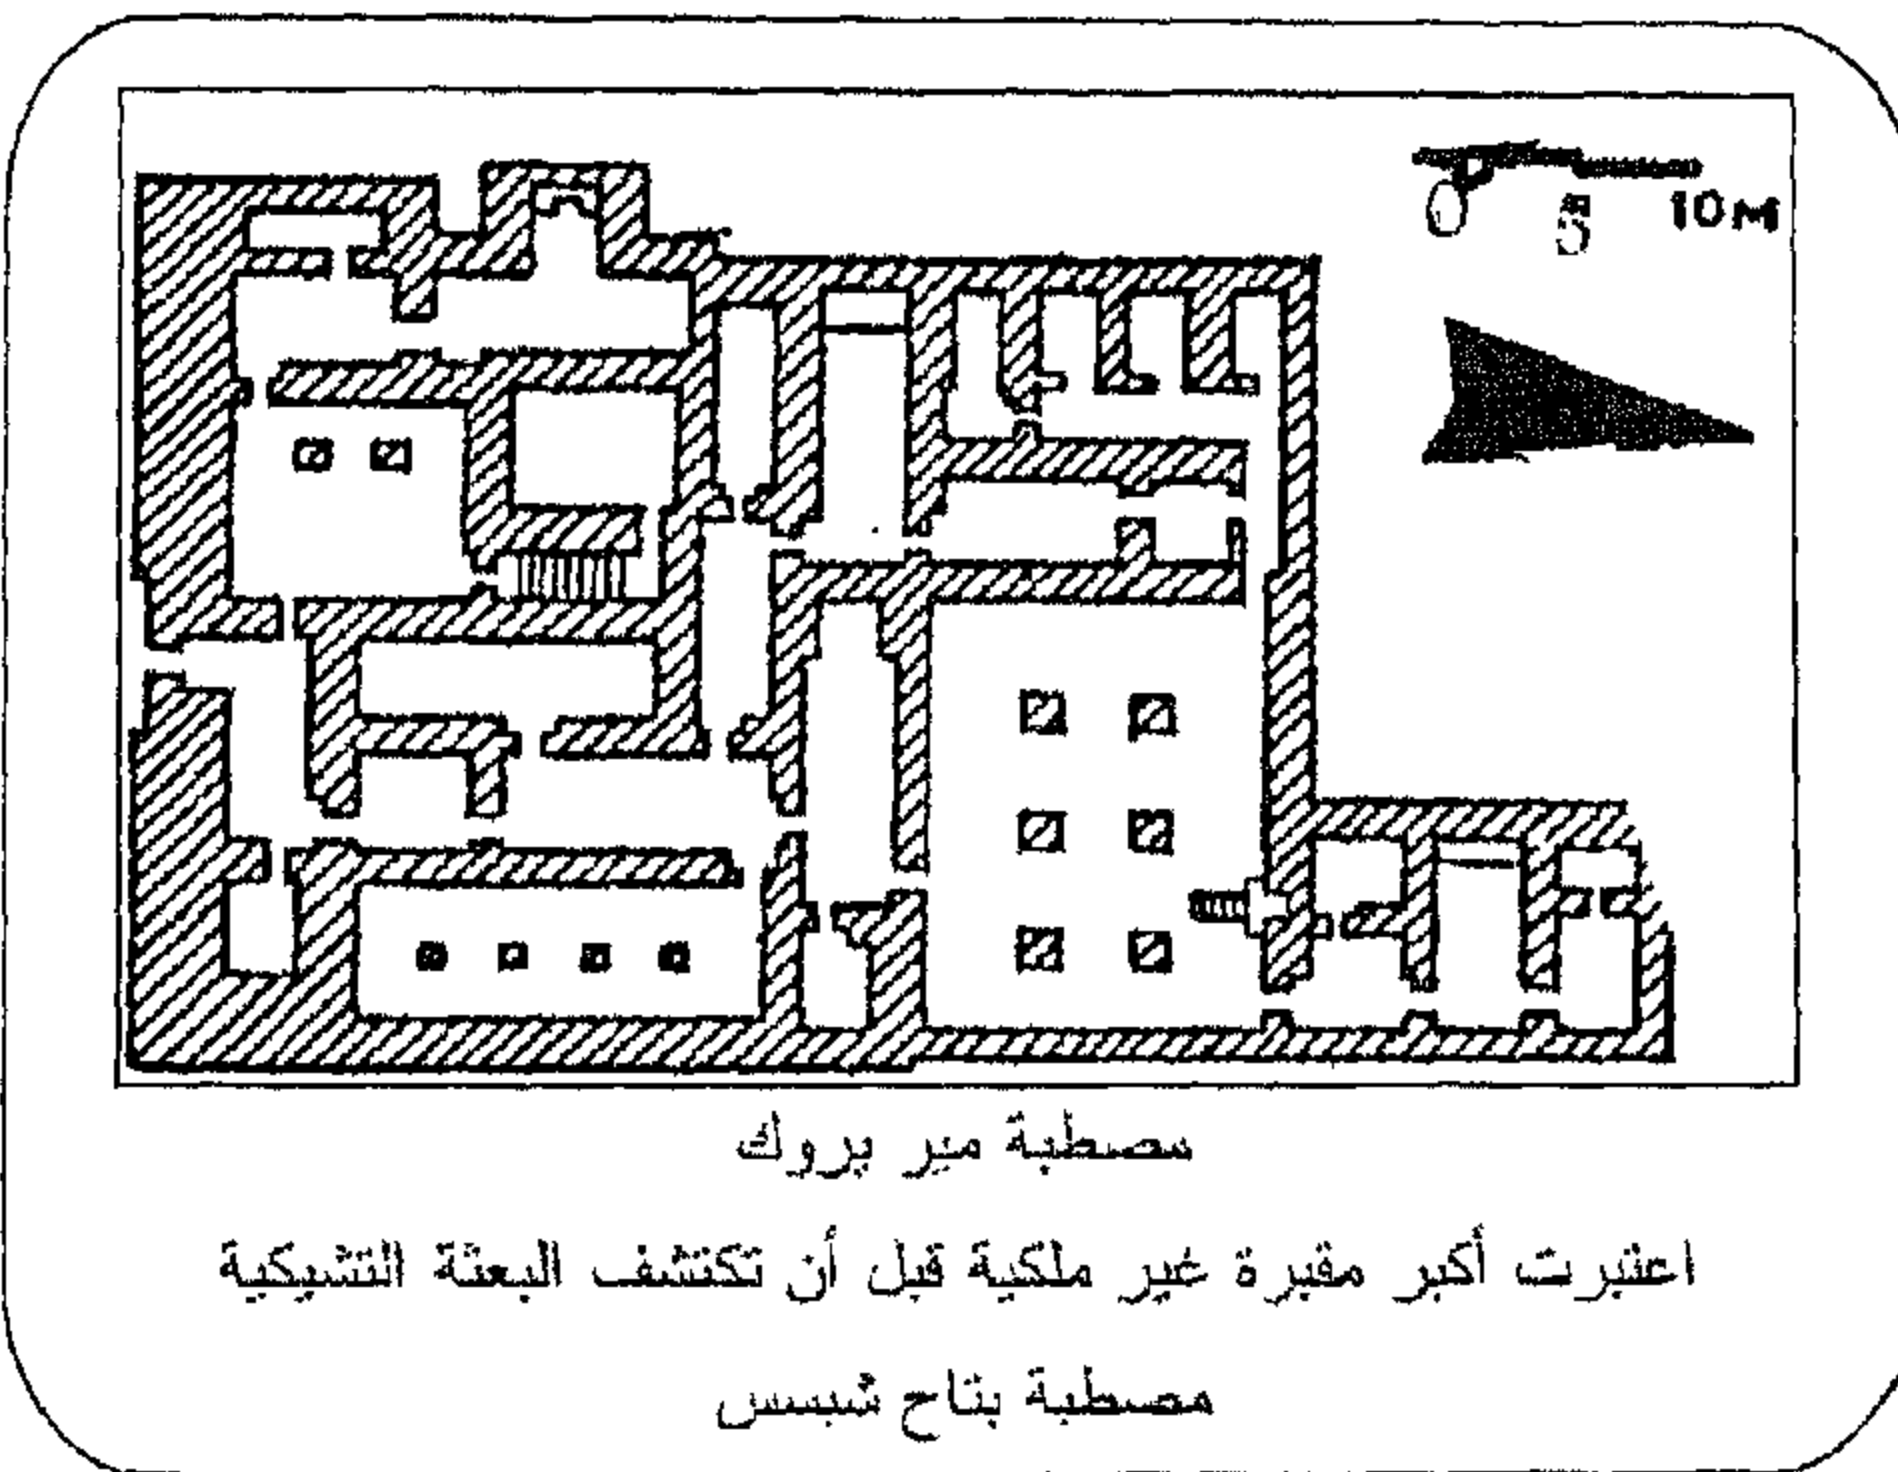 0 5 10M
مصطبة مير بروك
اعتبرت أكبر مقبرة غير ملكية قبل أن تكتشف البعثة التشيكية
مصطبة بتاح شبسس